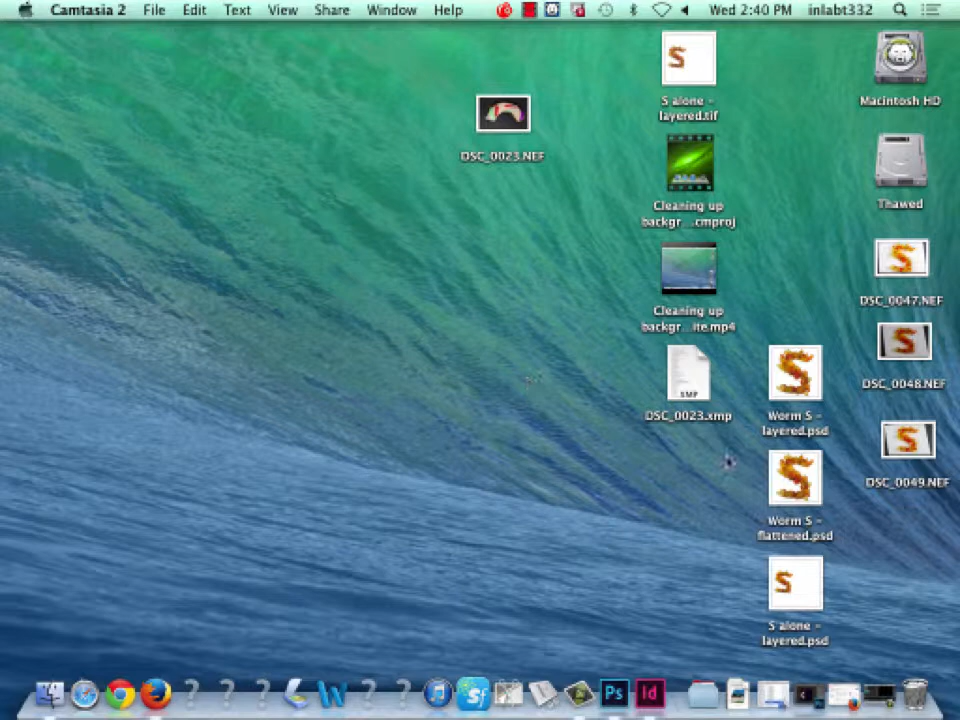 Camtasia 2 File Edit Text View Share Window Help Wed 2:40 PM inlabt332
S alone -
layered.tif
Macintosh HD
DSC_0023.NEF
Cleaning up
backgr ...cmproj
Thawed
Cleaning up
backgr ...ite.mp4
DSC_0047.NEF
XMP
DSC_0023.xmp
Worm S -
layered.psd
DSC_0048.NEF
Worm S -
flattened.psd
DSC_0049.NEF
S alone -
layered.psd
? ? ? W ? ? Sf Ps Id